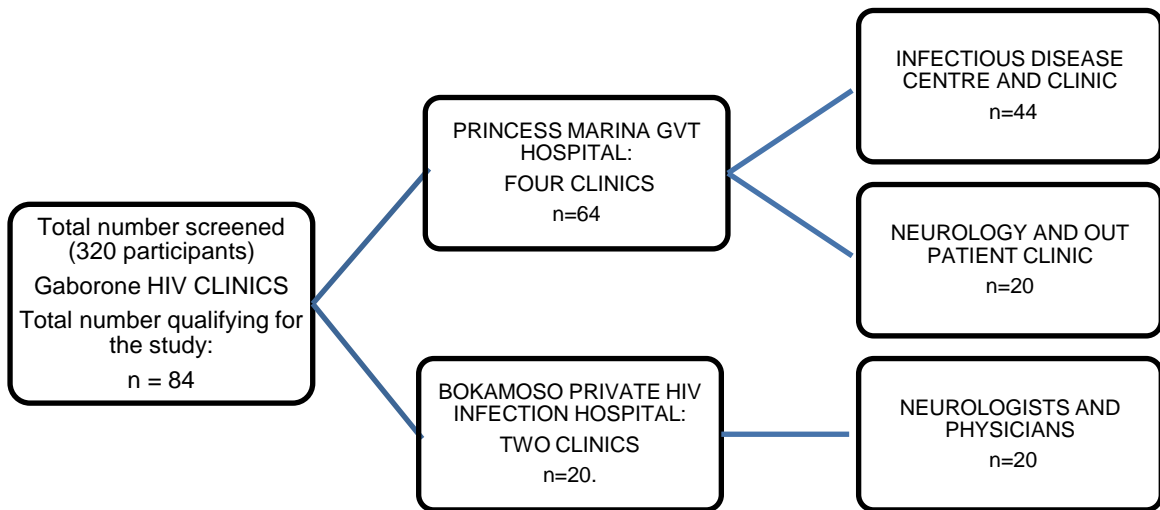 Total number screened
(320 participants)
Gaborone HIV CLINICS
Total number qualifying for
the study:
n = 84
PRINCESS MARINA GVT
HOSPITAL:
FOUR CLINICS
n=64
BOKAMOSO PRIVATE HIV
INFECTION HOSPITAL:
TWO CLINICS
n=20.
INFECTIOUS DISEASE
CENTRE AND CLINIC
n=44
NEUROLOGY AND OUT
PATIENT CLINIC
n=20
NEUROLOGISTS AND
PHYSICIANS
n=20